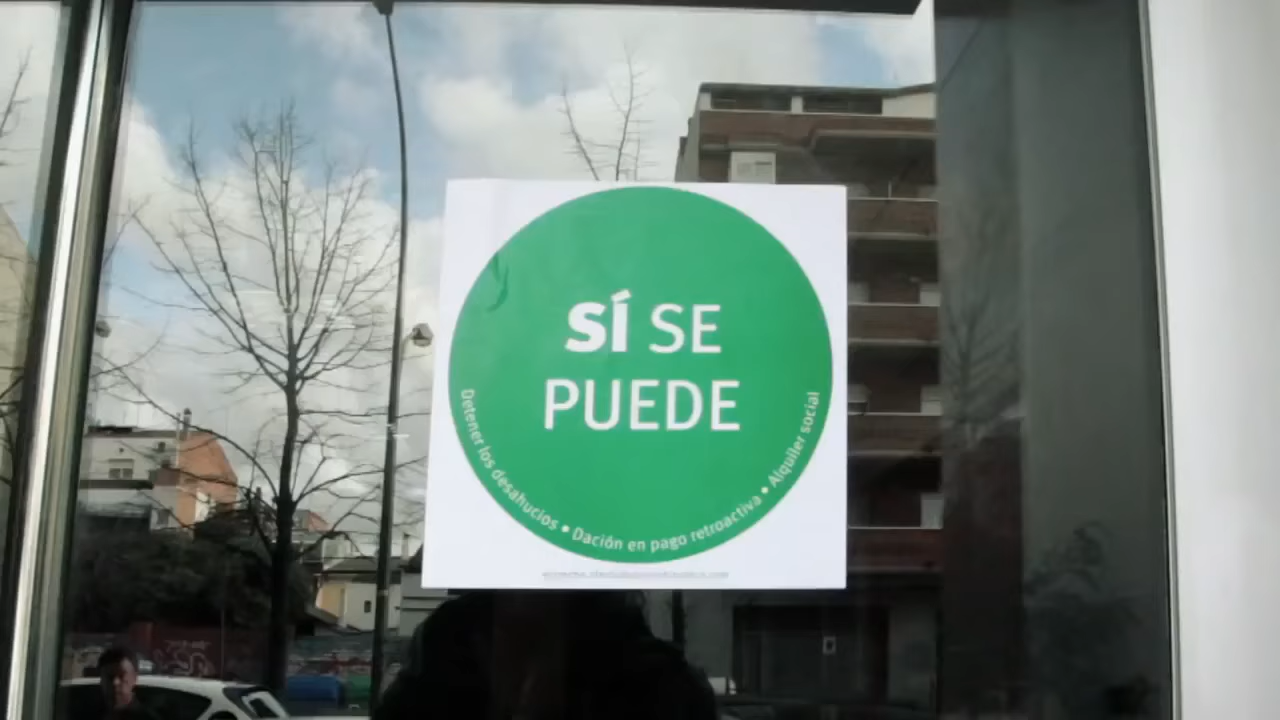 SÍ SE
PUEDE
Detener los desahucios • Dación en pago retroactiva • Alquiler social